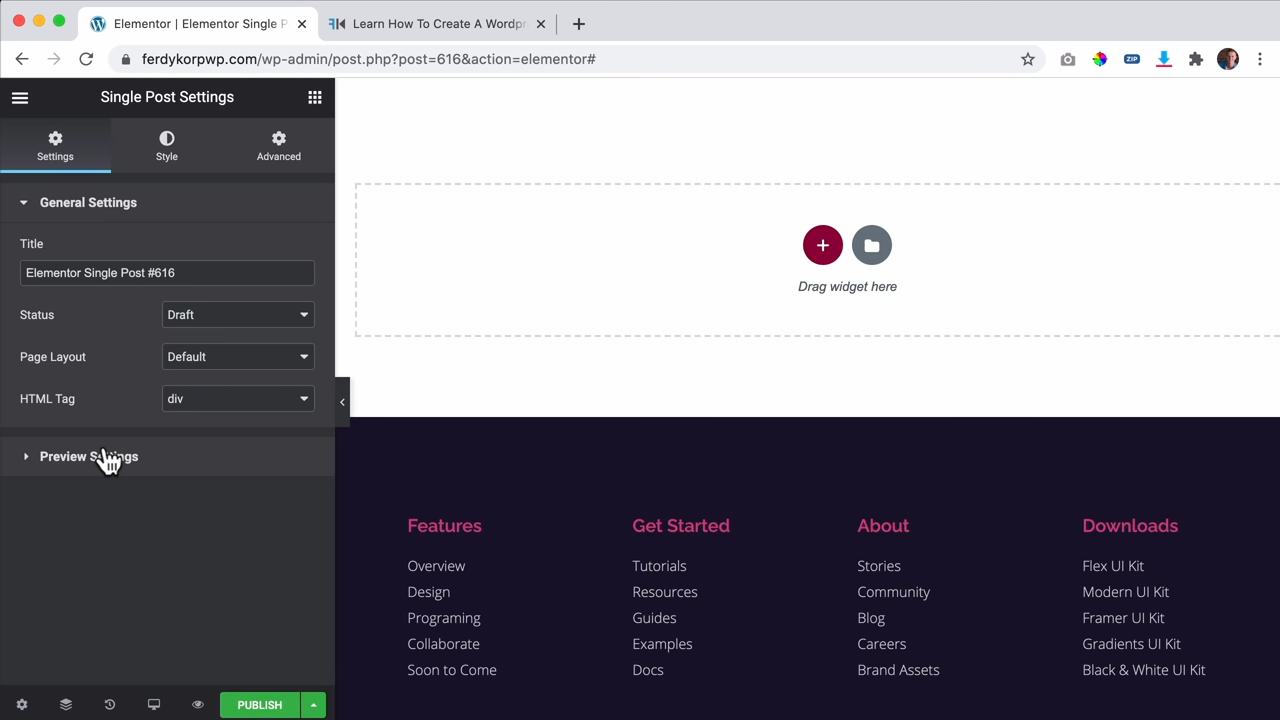 Elementor | Elementor Single P
Learn How To Create A Wordpr
ferdykorpwp.com/wp-admin/post.php?post=616&action=elementor#
ZIP
Single Post Settings
Settings
Style
Advanced
General Settings
Title
Elementor Single Post #616
Status
Draft
Page Layout
Default
HTML Tag
div
Preview Settings
PUBLISH
Drag widget here
Features
Overview
Design
Programing
Collaborate
Soon to Come
Get Started
Tutorials
Resources
Guides
Examples
Docs
About
Stories
Community
Blog
Careers
Brand Assets
Downloads
Flex UI Kit
Modern UI Kit
Framer UI Kit
Gradients UI Kit
Black & White UI Kit